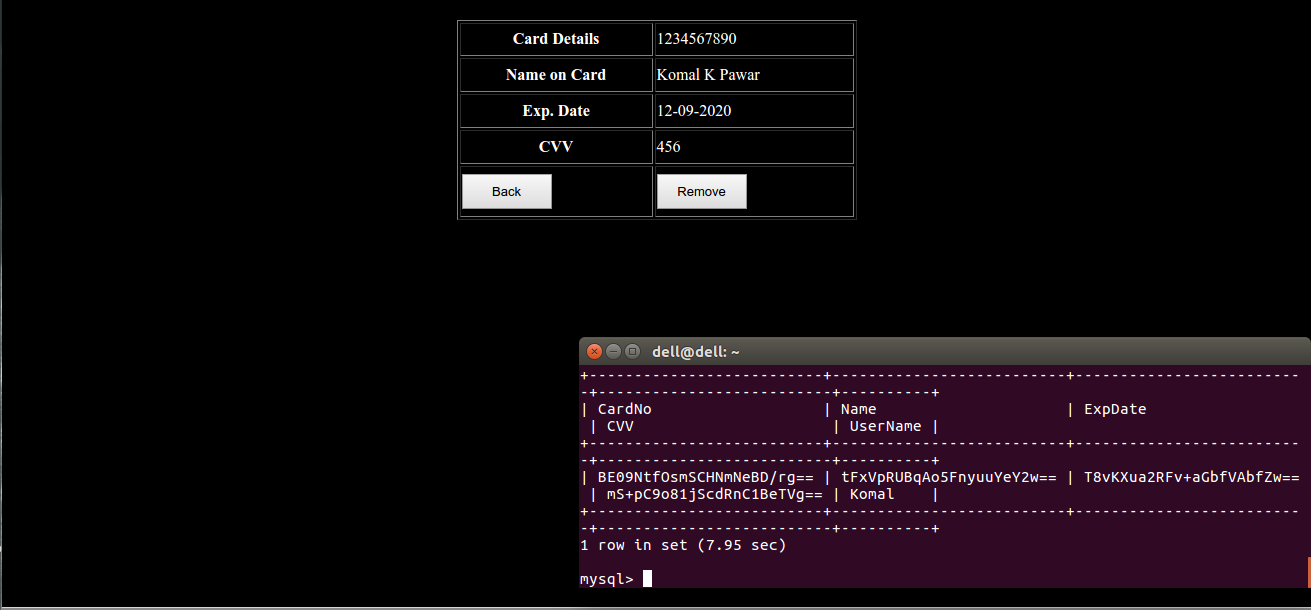 Card Details 1234567890
Name on Card Komal K Pawar
Exp. Date 12-09-2020
CVV 456
Back Remove
dell@dell: ~
+--------------------------+--------------------------+-------------------------
-+--------------------------+----------+
| CardNo | Name | ExpDate
| CVV | UserName |
+--------------------------+--------------------------+-------------------------
-+--------------------------+----------+
| BE09NtfOsmSCHNmNeBD/rg== | tFxVpRUBqAo5FnyuuYeY2w== | T8vKXua2RFv+aGbfVAbfZw==
| mS+pC9o81jScdRnC1BeTVg== | Komal |
+--------------------------+--------------------------+-------------------------
-+--------------------------+----------+
1 row in set (7.95 sec)
mysql>